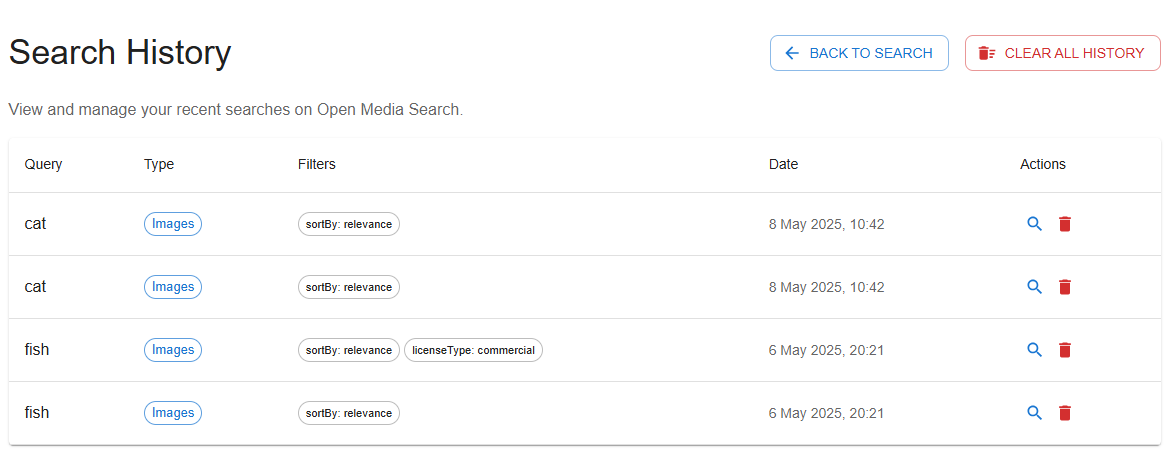 Search History
BACK TO SEARCH
CLEAR ALL HISTORY
View and manage your recent searches on Open Media Search.
Query Type Filters Date Actions
cat Images sortBy: relevance 8 May 2025, 10:42
cat Images sortBy: relevance 8 May 2025, 10:42
fish Images sortBy: relevance licenseType: commercial 6 May 2025, 20:21
fish Images sortBy: relevance 6 May 2025, 20:21